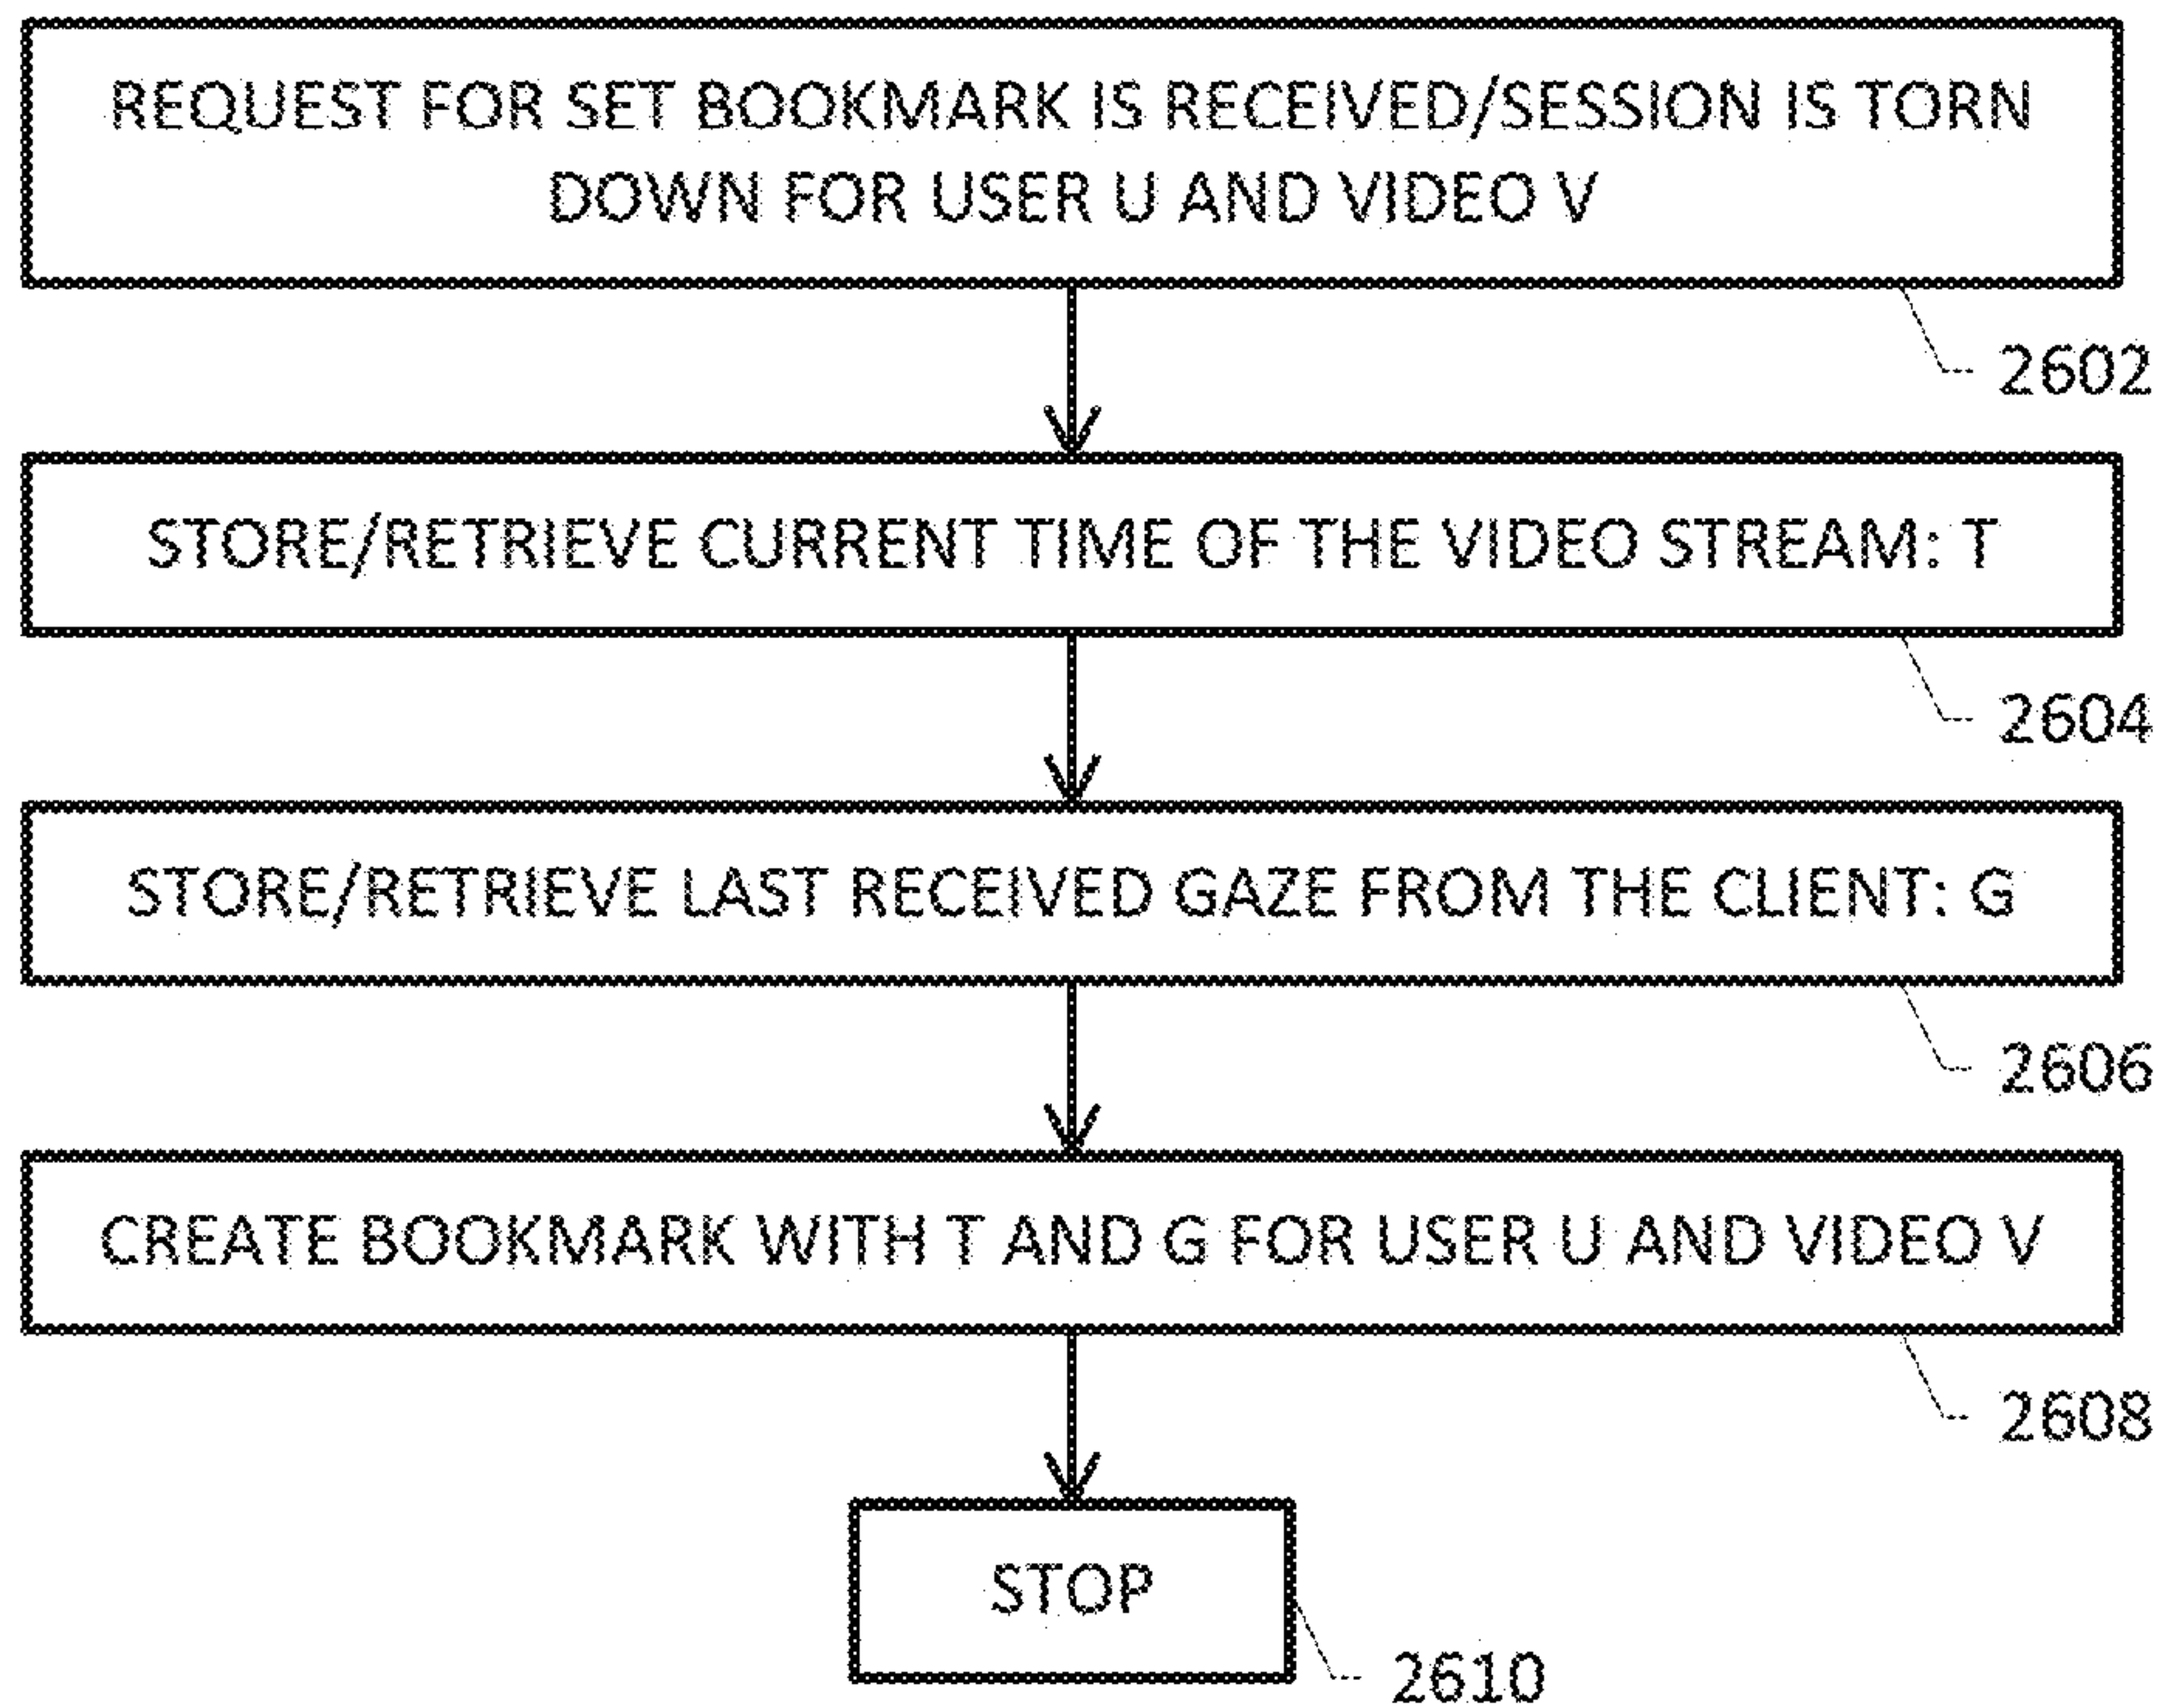 REQUEST FOR SET BOOKMARK IS RECEIVED/SESSION IS TORN
DOWN FOR USER U AND VIDEO V
2602
STORE/RETRIEVE CURRENT TIME OF THE VIDEO STREAM: T
2604
STORE/RETRIEVE LAST RECEIVED GAZE FROM THE CLIENT: G
2606
CREATE BOOKMARK WITH T AND G FOR USER U AND VIDEO V
2608
STOP
2610